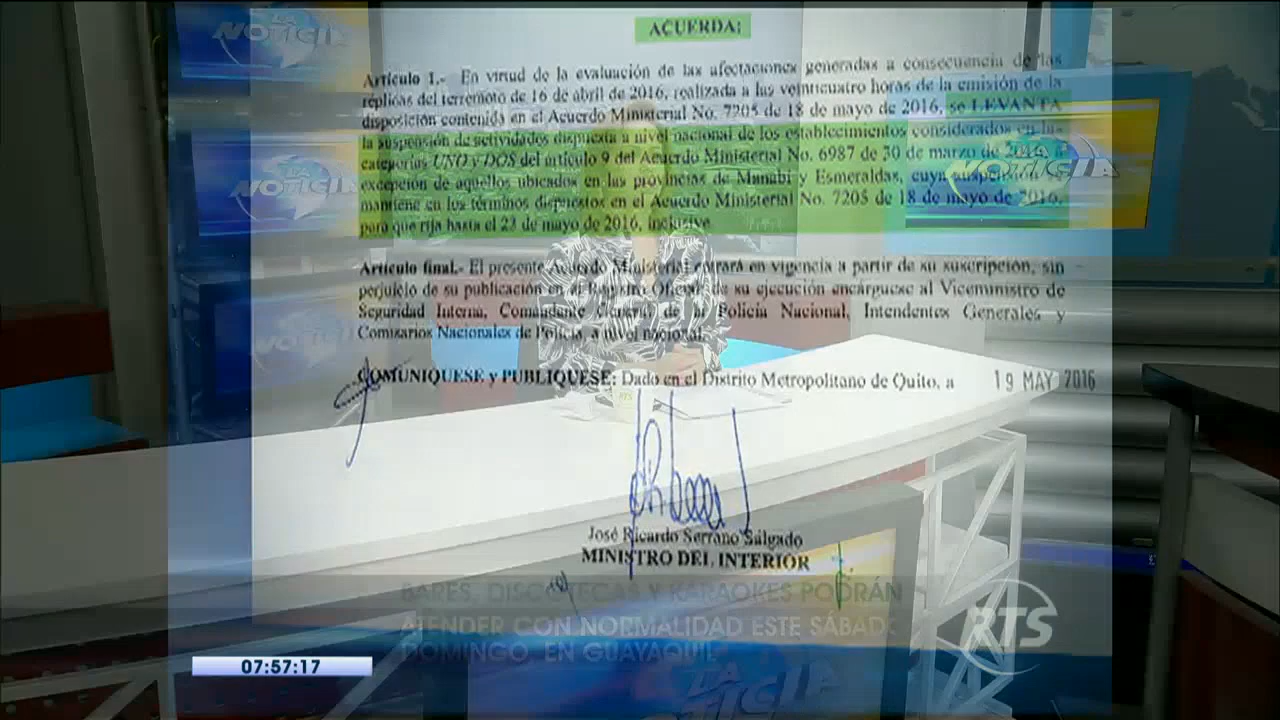 LA
NOTICIA
ACUERDA:
Artículo 1.- En virtud de la evaluación de las afectaciones generadas a consecuencia de las
réplicas del terremoto de 16 de abril de 2016, realizada a las veinticuatro horas de la emisión de la
disposición contenida en el Acuerdo Ministerial No. 7205 de 18 de mayo de 2016, se LEVANTA
la suspensión de actividades dispuesta a nivel nacional de los establecimientos considerados en las
categorías UNO y DOS del artículo 9 del Acuerdo Ministerial No. 6987 de 30 de marzo de 2016, a
excepción de aquellos ubicados en las provincias de Manabí y Esmeraldas, cuya
mantiene en los términos dispuestos en el Acuerdo Ministerial No. 7205 de 18 de mayo de 2016,
para que rija hasta el 23 de mayo de 2016, inclusive.
LA
NOTICIA
LA
NOTICIA
Artículo final.- El presente Acuerdo Ministerial entrará en vigencia a partir de su suscripción, sin
perjuicio de su publicación en el Registro Oficial, de su ejecución encárguese al Viceministro de
Seguridad Interna, Comandante General de Policía Nacional, Intendentes Generales y
Comisarios Nacionales de Policía, a nivel nacional.
COMUNÍQUESE y PUBLÍQUESE: Dado en el Distrito Metropolitano de Quito, a 19 MAY 2016
RTS
José Ricardo Serrano Salgado
MINISTRO DEL INTERIOR
BARES, DISCOTECAS Y KARAOKES PODRÁN
ATENDER CON NORMALIDAD ESTE SÁBADO
DOMINGO EN GUAYAQUIL
RTS
07:57:17
LA
NOTICIA